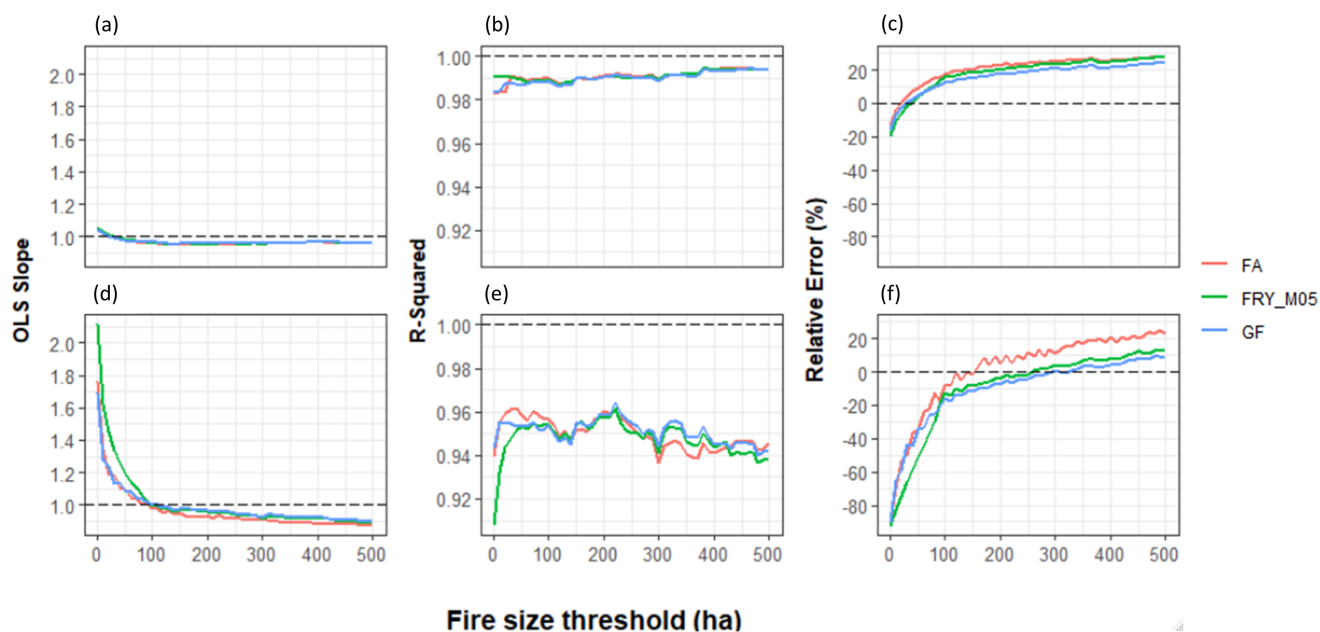 (a)
(b)
(c)
2.0
1.8
1.6
1.4
1.2
1.0
1.00
0.98
0.96
0.94
0.92
20
0
-20
-40
-60
-80
OLS Slope
R-Squared
Relative Error (%)
FA
FRY_M05
GF
(d)
(e)
(f)
2.0
1.8
1.6
1.4
1.2
1.0
1.00
0.98
0.96
0.94
0.92
20
0
-20
-40
-60
-80
0 100 200 300 400 500
0 100 200 300 400 500
0 100 200 300 400 500
Fire size threshold (ha)